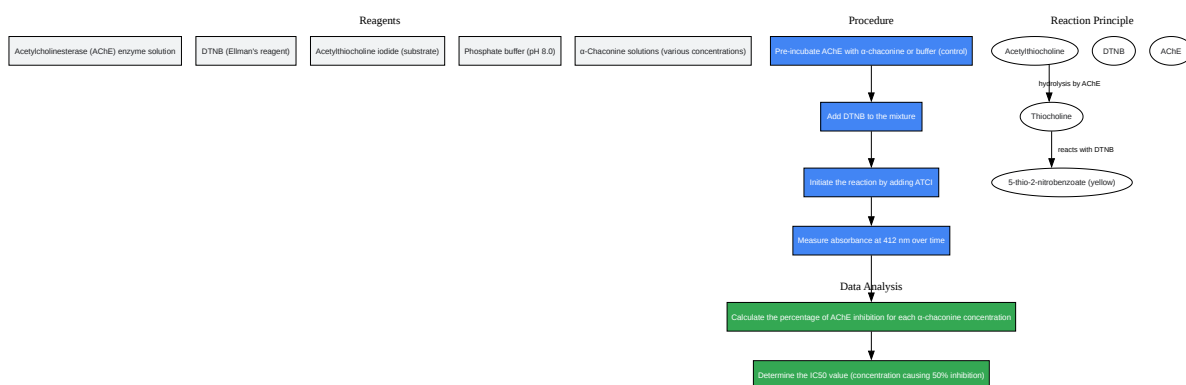 Reagents
Acetylcholinesterase (AChE) enzyme solution
DTNB (Ellman's reagent)
Acetylthiocholine iodide (substrate)
Phosphate buffer (pH 8.0)
α-Chaconine solutions (various concentrations)
Procedure
Pre-incubate AChE with α-chaconine or buffer (control)
Add DTNB to the mixture
Initiate the reaction by adding ATCI
Measure absorbance at 412 nm over time
Data Analysis
Calculate the percentage of AChE inhibition for each α-chaconine concentration
Determine the IC50 value (concentration causing 50% inhibition)
Reaction Principle
Acetylthiocholine
DTNB
AChE
hydrolysis by AChE
Thiocholine
reacts with DTNB
5-thio-2-nitrobenzoate (yellow)